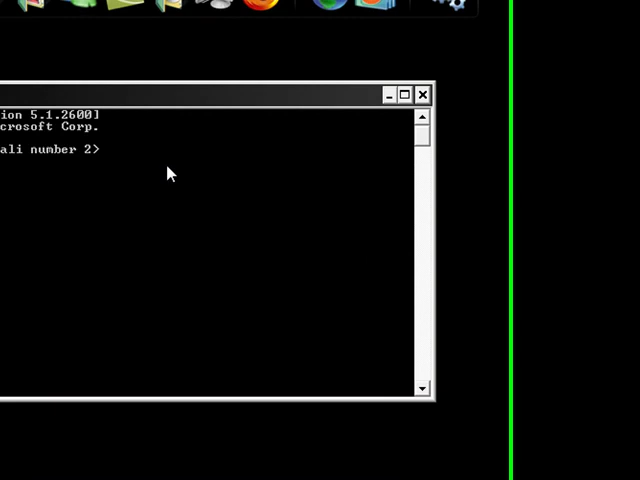 ion 5.1.2600]
crosoft Corp.
ali number 2>